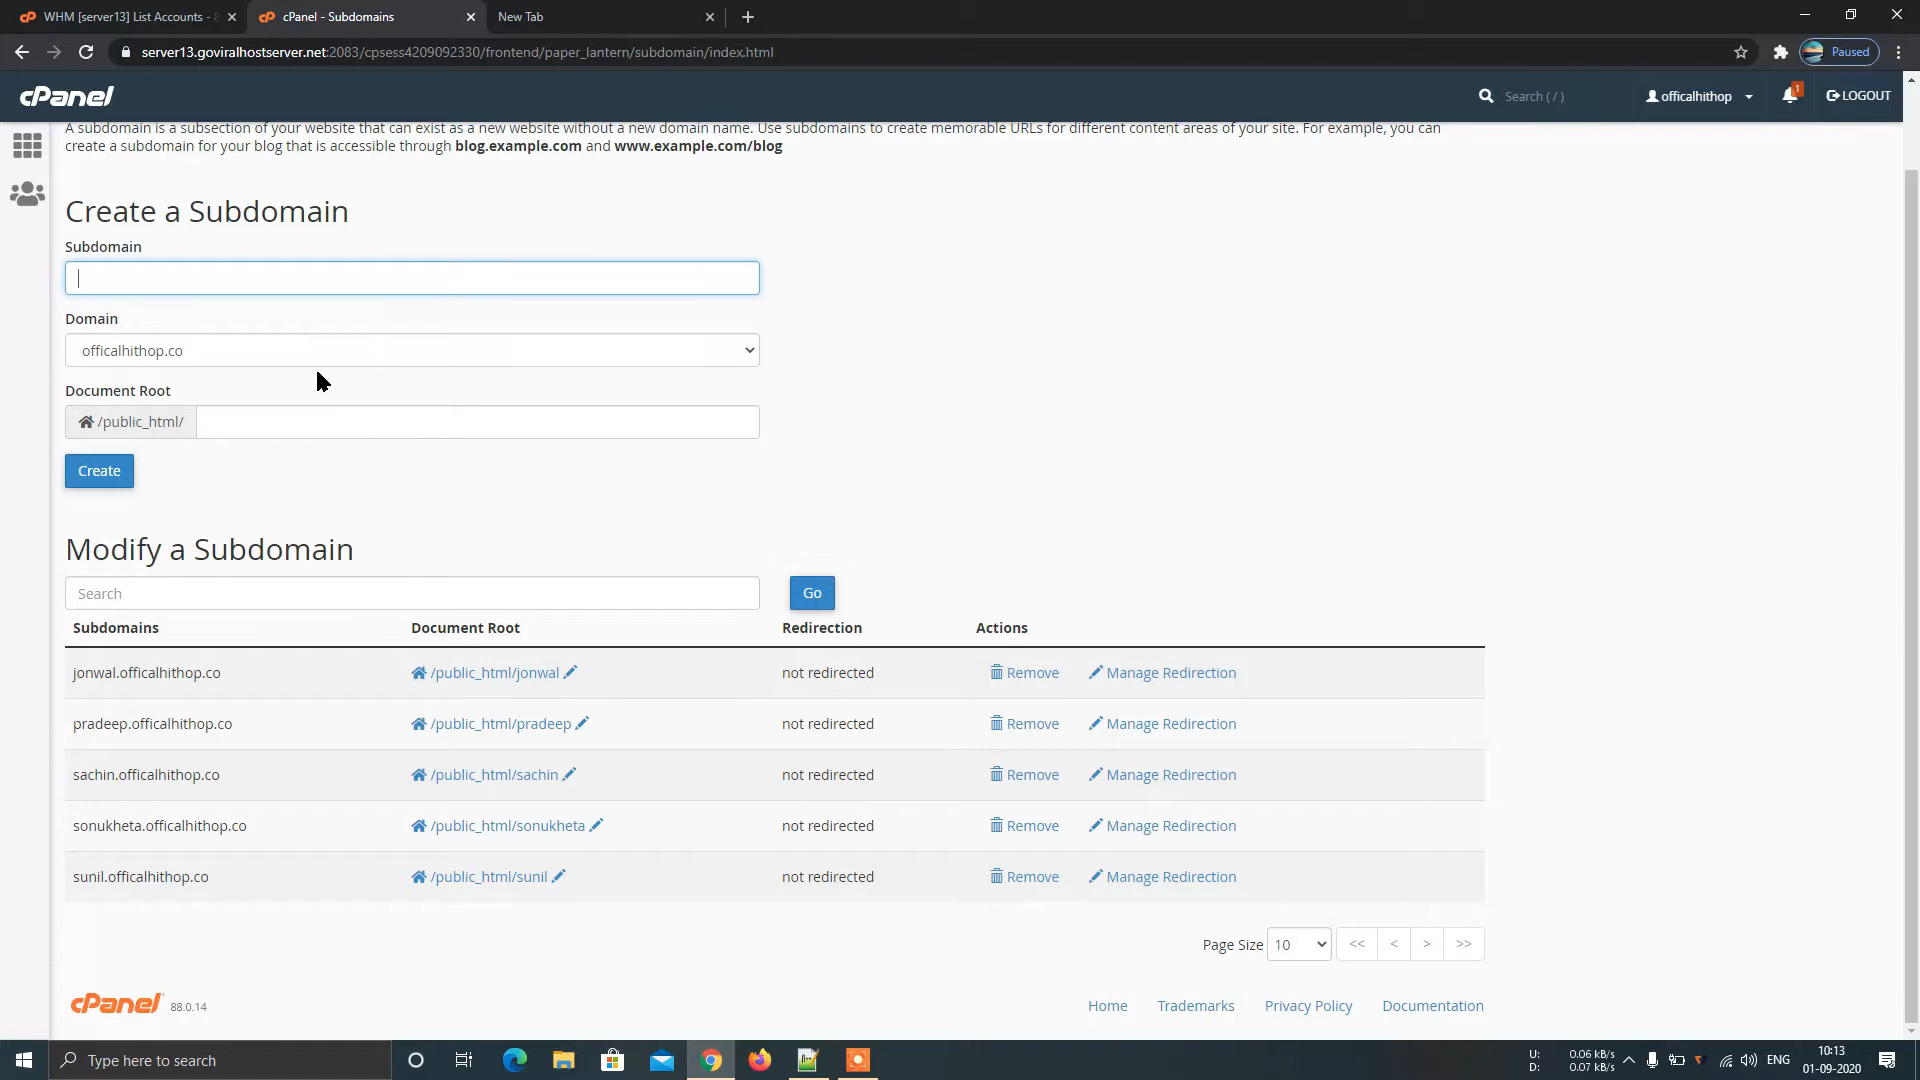 WHM [server13] List Accounts - 8
cPanel - Subdomains
New Tab
server13.goviralhostserver.net:2083/cpsess4209092330/frontend/paper_lantern/subdomain/index.html
Paused
cPanel
Search ( / )
officalhithop
1
LOGOUT
A subdomain is a subsection of your website that can exist as a new website without a new domain name. Use subdomains to create memorable URLs for different content areas of your site. For example, you can
create a subdomain for your blog that is accessible through blog.example.com and www.example.com/blog
Create a Subdomain
Subdomain
Domain
officalhithop.co
Document Root
/public_html/
Create
Modify a Subdomain
Search
Go
Subdomains Document Root Redirection Actions
jonwal.officalhithop.co /public_html/jonwal not redirected Remove Manage Redirection
pradeep.officalhithop.co /public_html/pradeep not redirected Remove Manage Redirection
sachin.officalhithop.co /public_html/sachin not redirected Remove Manage Redirection
sonukheta.officalhithop.co /public_html/sonukheta not redirected Remove Manage Redirection
sunil.officalhithop.co /public_html/sunil not redirected Remove Manage Redirection
Page Size 10 << < > >>
cPanel 88.0.14
Home Trademarks Privacy Policy Documentation
Type here to search
U: 0.06 kB/s
D: 0.07 kB/s
ENG
10:13
01-09-2020